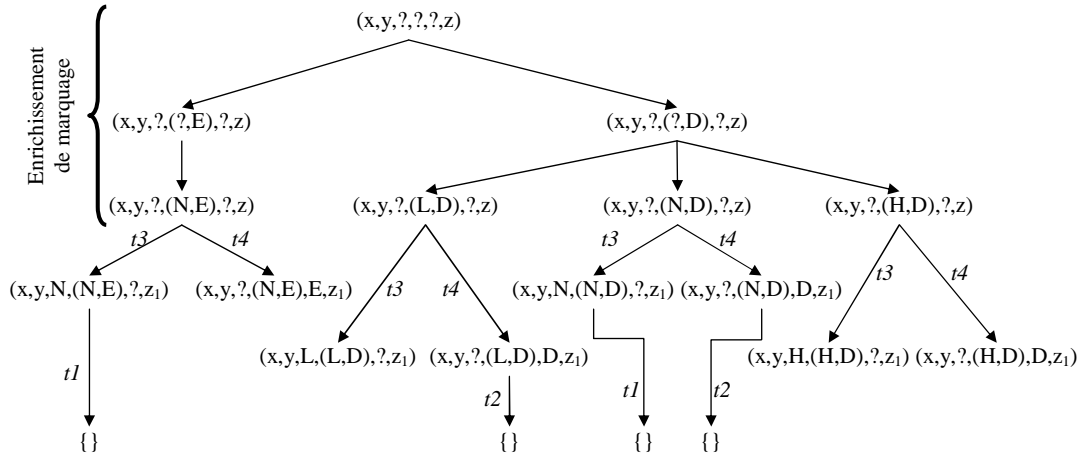 (x,y,?,?,?,z)
Enrichissement
de marquage
(x,y,?,(?,E),?,z)
(x,y,?,(?,D),?,z)
(x,y,?,(N,E),?,z)
(x,y,?,(L,D),?,z)
(x,y,?,(N,D),?,z)
(x,y,?,(H,D),?,z)
t3
t4
t3
t4
t3
t4
t3
t4
(x,y,N,(N,E),?,z₁)
(x,y,?,(N,E),E,z₁)
(x,y,N,(N,D),?,z₁)
(x,y,?,(N,D),D,z₁)
(x,y,L,(L,D),?,z₁)
(x,y,?,(L,D),D,z₁)
(x,y,H,(H,D),?,z₁)
(x,y,?,(H,D),D,z₁)
t1
t2
t1
t2
{}
{}
{}
{}